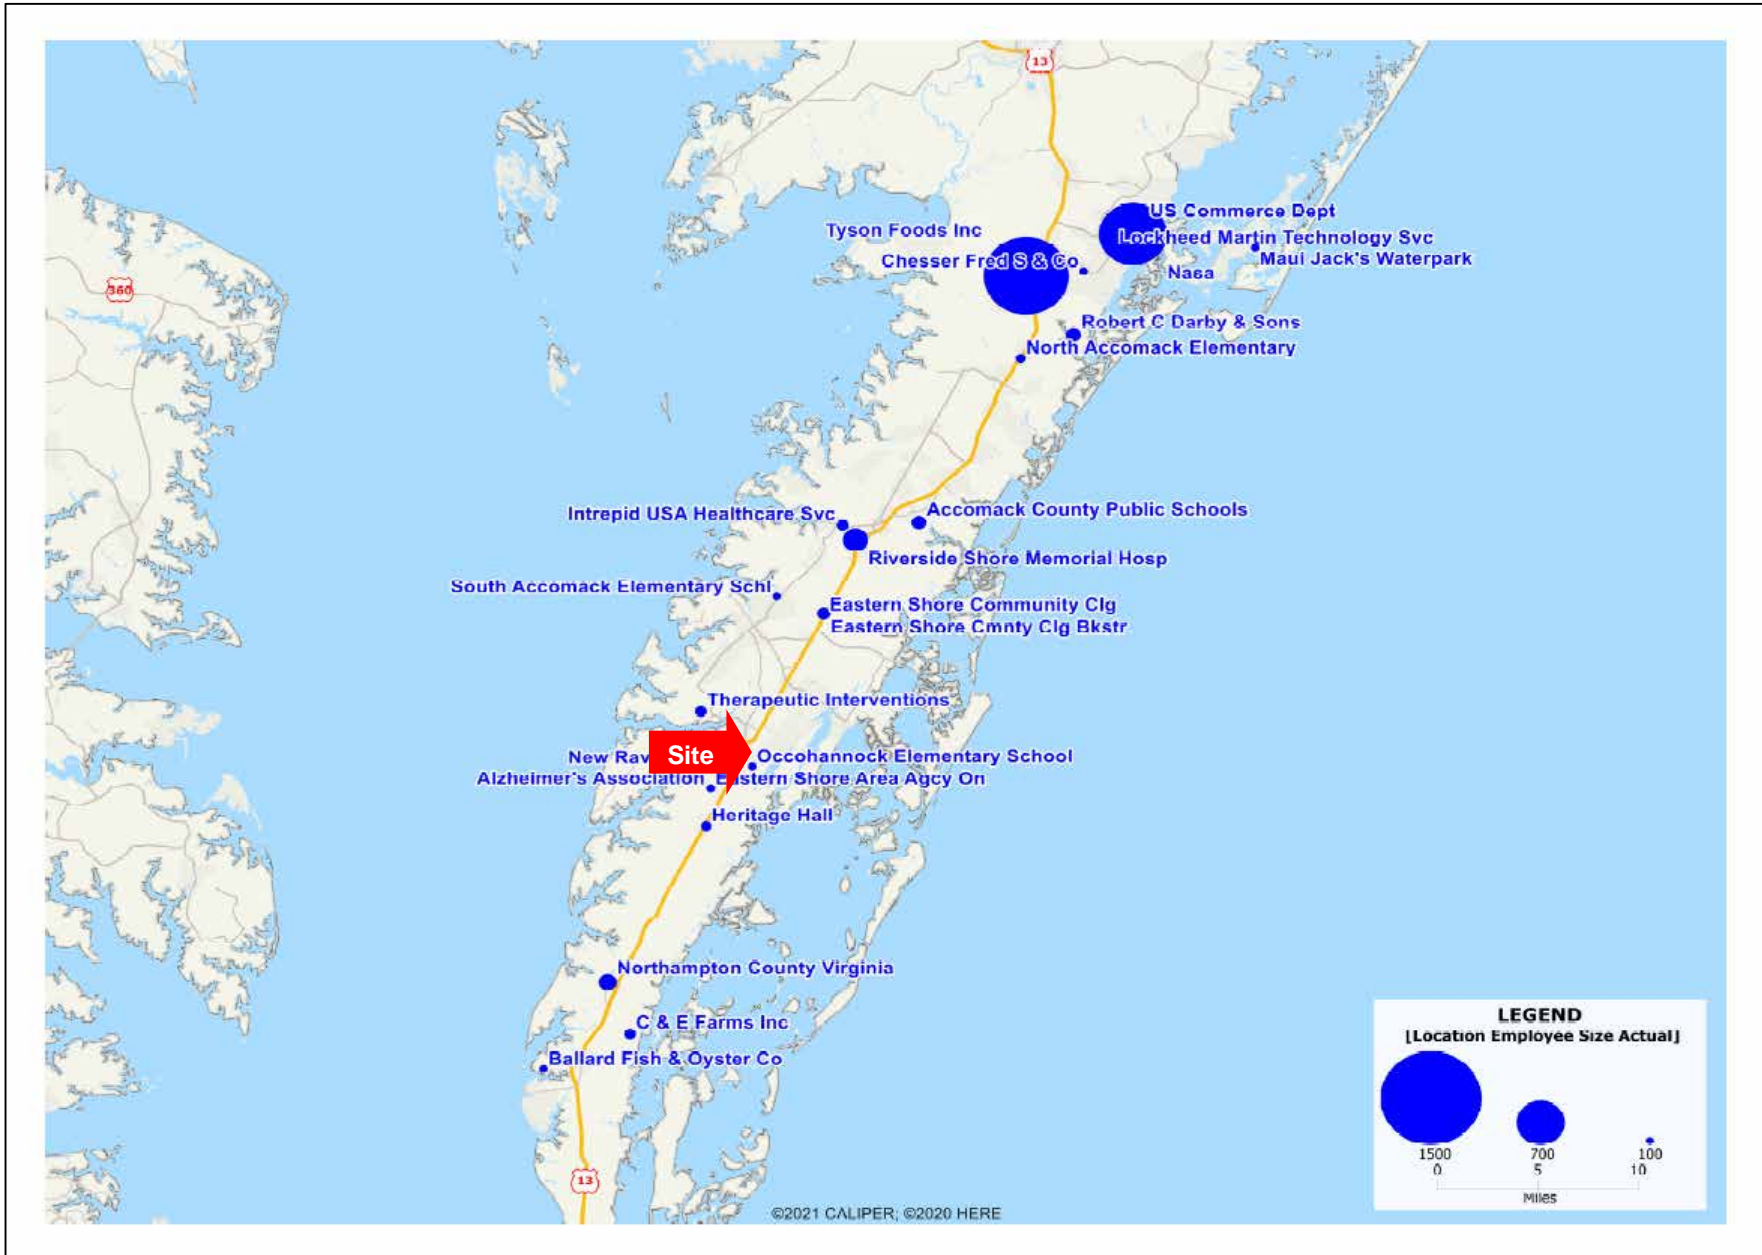 13
360
US Commerce Dept
Tyson Foods Inc
Lockheed Martin Technology Svc
Maui Jack's Waterpark
Chesser Fred S & Co
Nasa
Robert C Darby & Sons
North Accomack Elementary
Intrepid USA Healthcare Svc
Accomack County Public Schools
Riverside Shore Memorial Hosp
South Accomack Elementary Schl
Eastern Shore Community Clg
Eastern Shore Cmnty Clg Bkstr
Therapeutic Interventions
New
Site
Occohannock Elementary School
Alzheimer's Association
Eastern Shore Area Agcy On
Heritage Hall
Northampton County Virginia
C & E Farms Inc
Ballard Fish & Oyster Co
13
LEGEND
[Location Employee Size Actual]
1500 700 100
0 5 10
Miles
©2021 CALIPER; ©2020 HERE